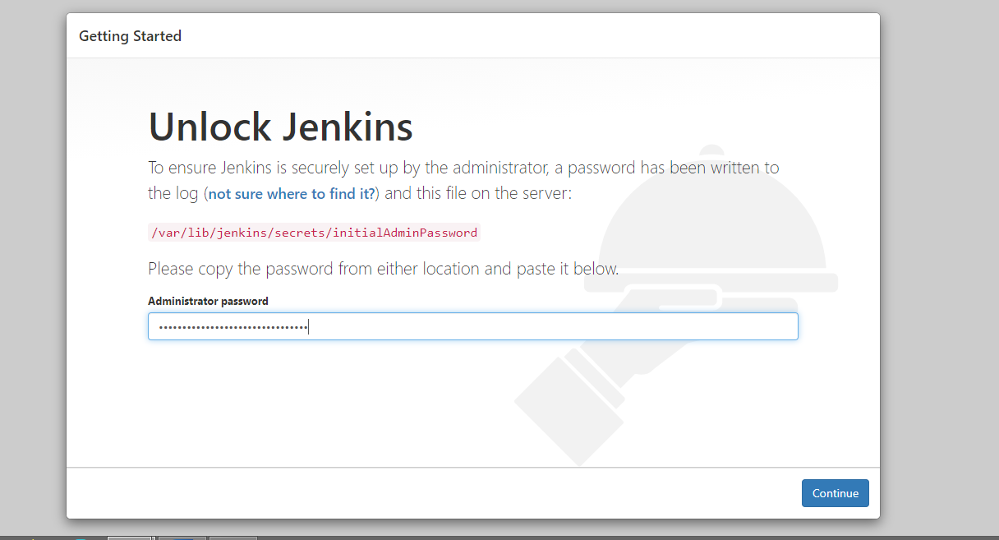 Getting Started
Unlock Jenkins
To ensure Jenkins is securely set up by the administrator, a password has been written to
the log (not sure where to find it?) and this file on the server:
/var/lib/jenkins/secrets/initialAdminPassword
Please copy the password from either location and paste it below.
Administrator password
••••••••••••••••••••••••••••••••
Continue